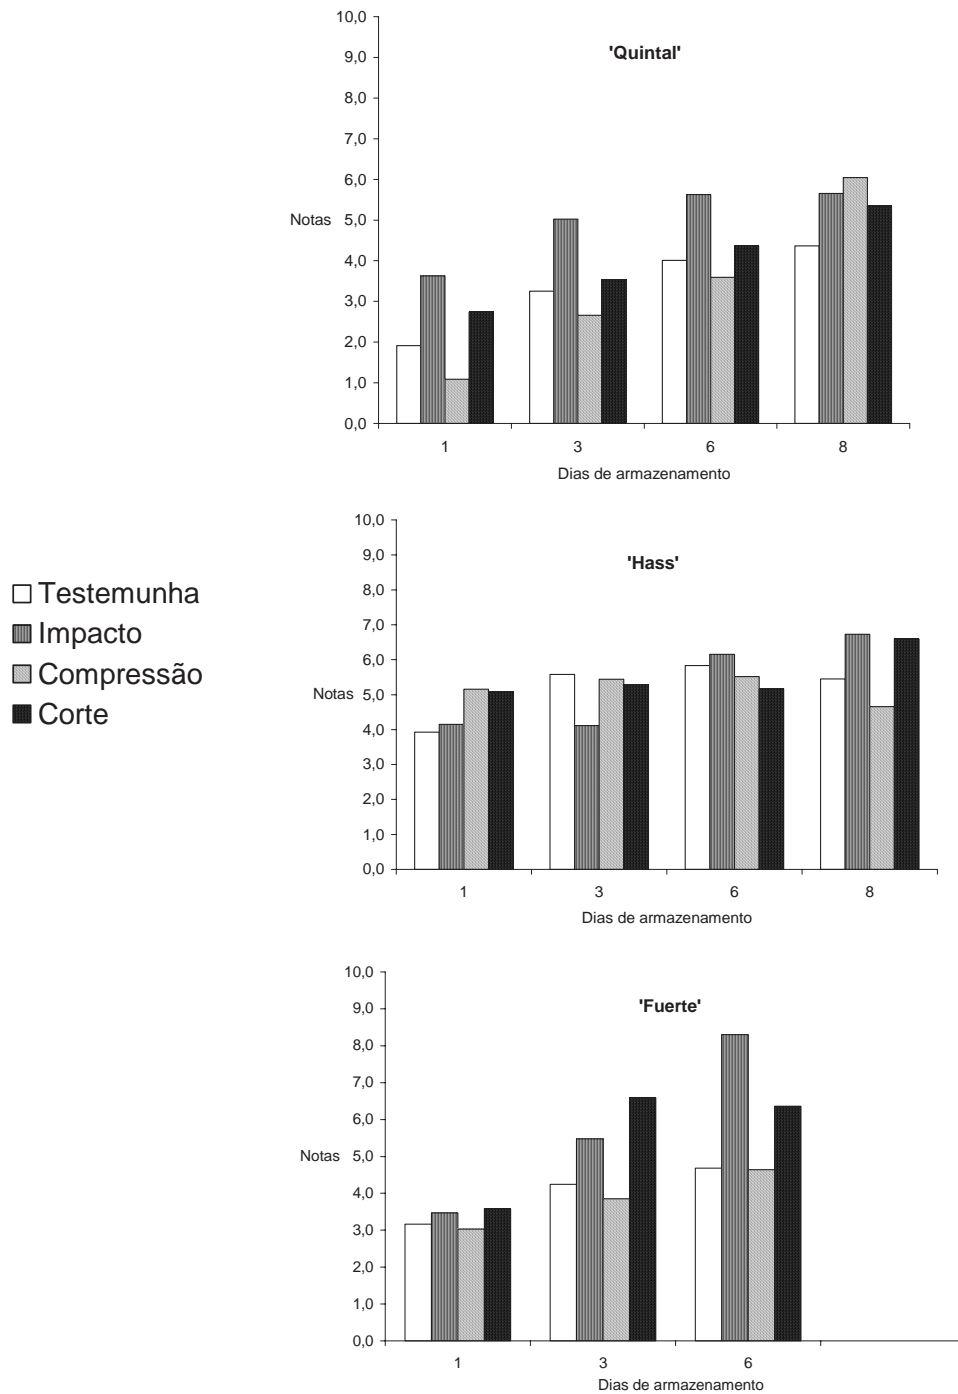 'Quintal'
10,0
9,0
8,0
7,0
6,0
5,0
4,0
3,0
2,0
1,0
0,0
Notas
1 3 6 8
Dias de armazenamento
Testemunha
Impacto
Compressão
Corte
'Hass'
10,0
9,0
8,0
7,0
6,0
5,0
4,0
3,0
2,0
1,0
0,0
Notas
1 3 6 8
Dias de armazenamento
'Fuerte'
10,0
9,0
8,0
7,0
6,0
5,0
4,0
3,0
2,0
1,0
0,0
Notas
1 3 6
Dias de armazenamento